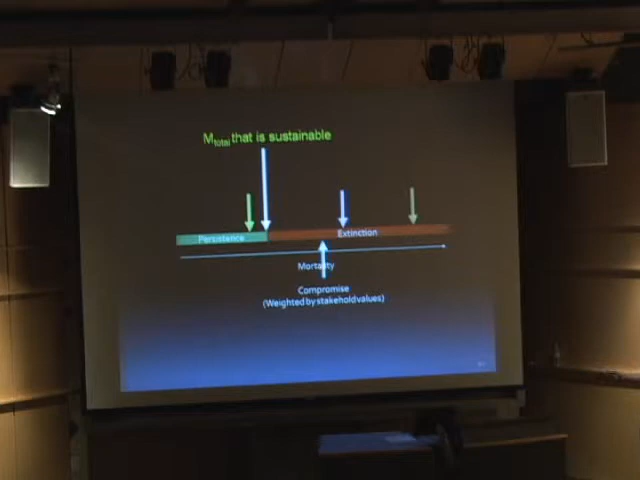 Mtotal that is sustainable
Persistence
Extinction
Mortality
Compromise
(Weighted by stakehold values)